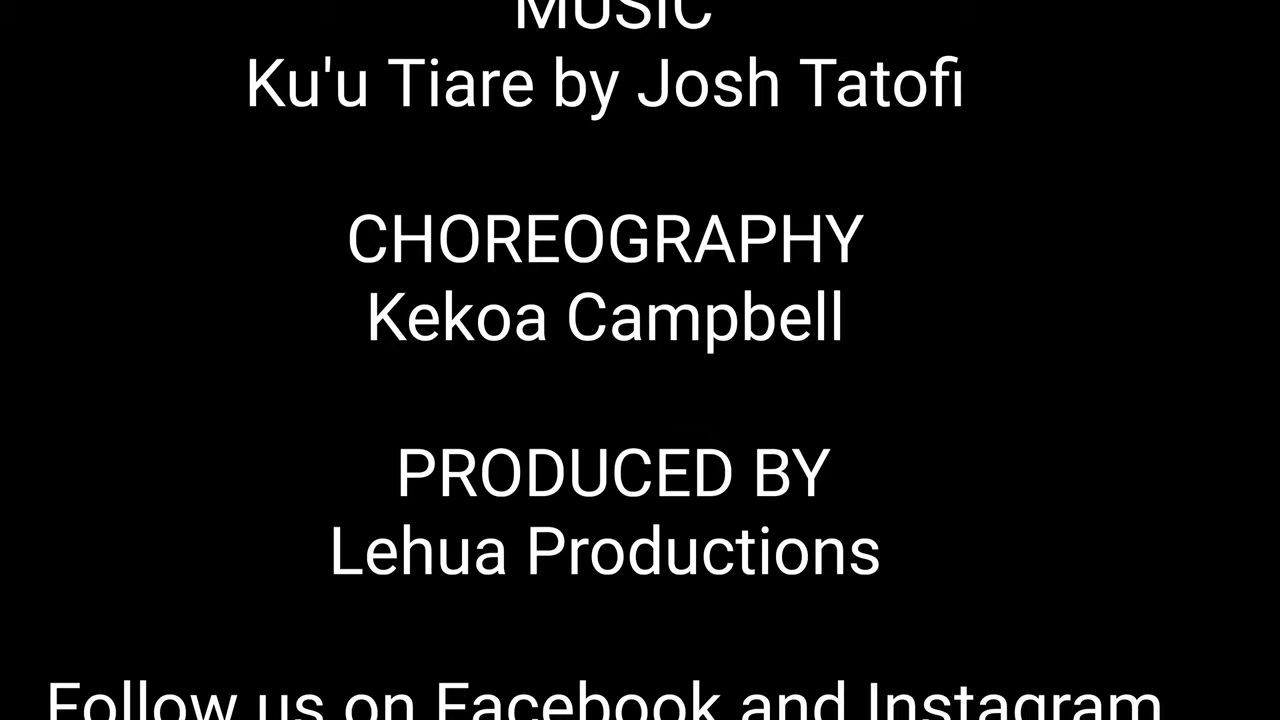 MUSIC
Ku'u Tiare by Josh Tatofi
CHOREOGRAPHY
Kekoa Campbell
PRODUCED BY
Lehua Productions
Follow us on Facebook and Instagram